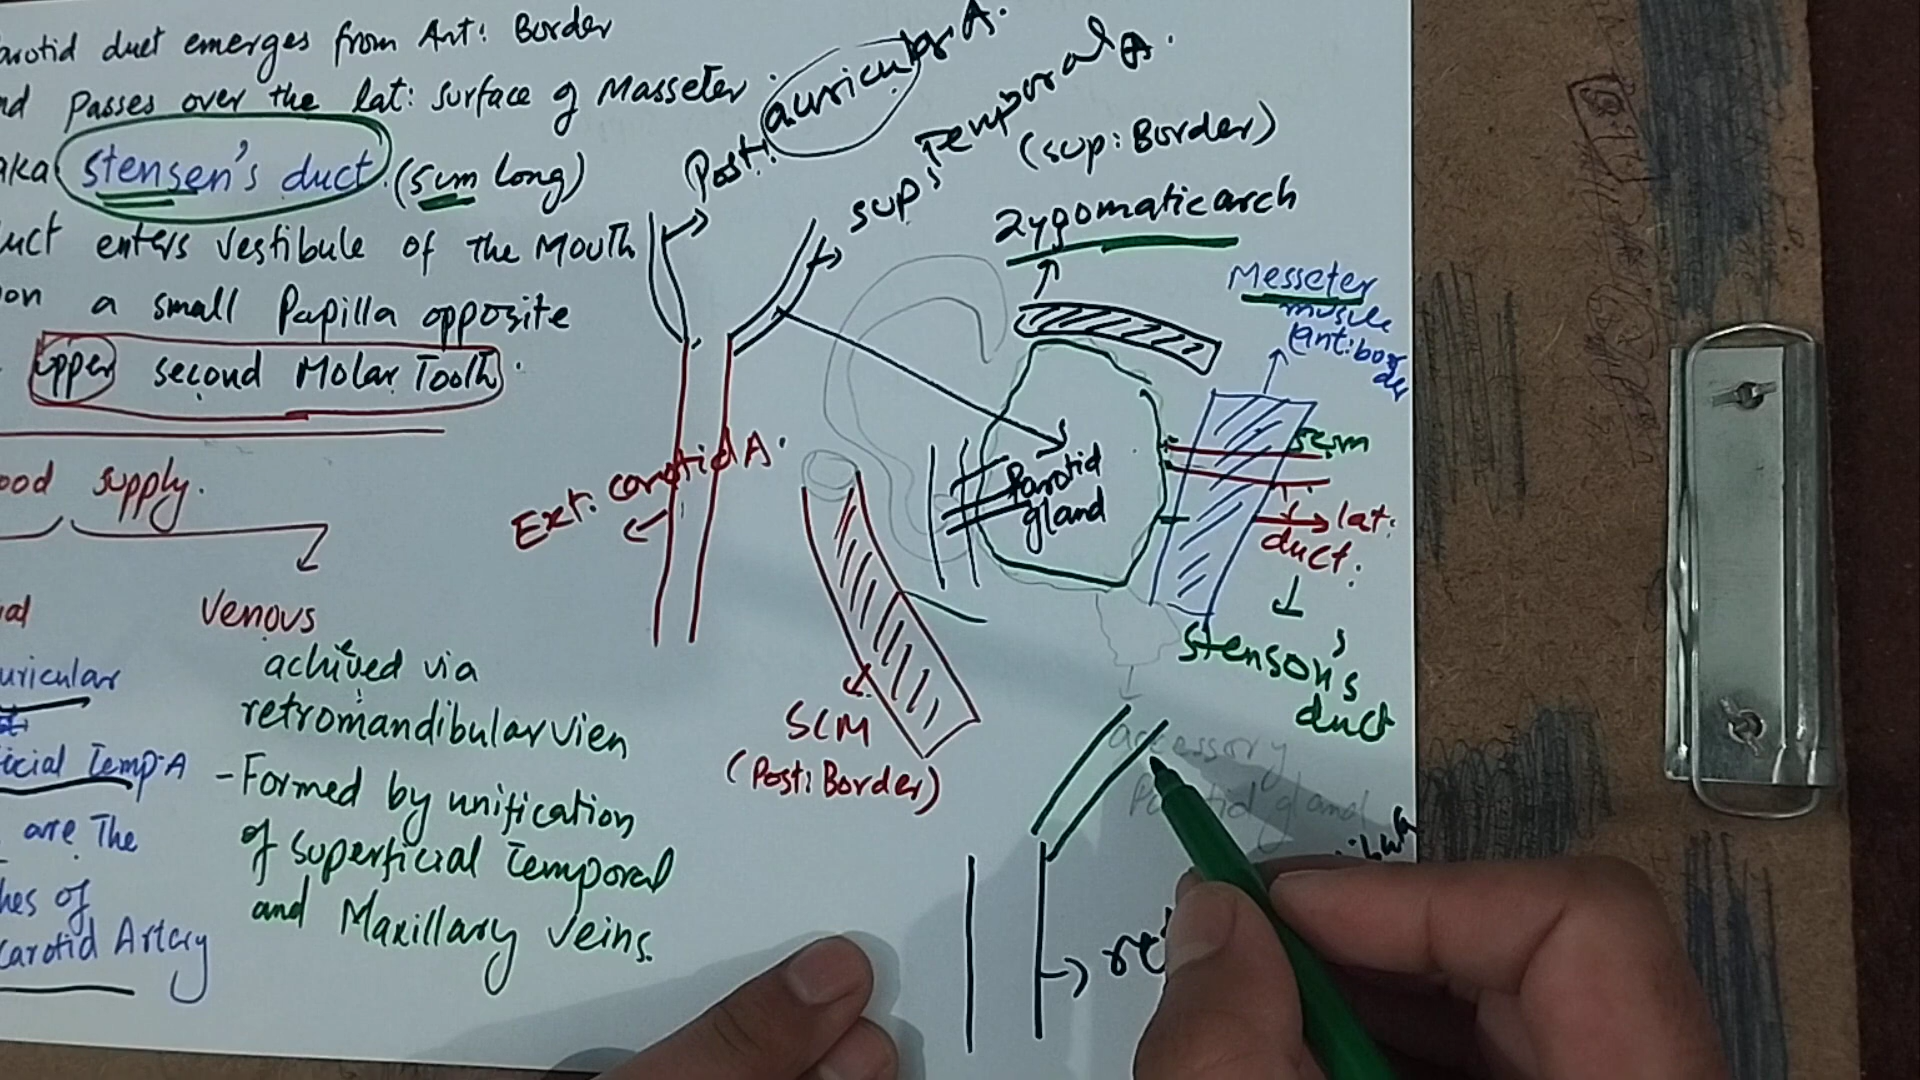 arotid duct emerges from Ant: Border
nd Passes over the lat: surface of Masseter.
aka stensen's duct. (5cm long)
uct enters vestibule of the Mouth
on a small Papilla opposite
upper second Molar Tooth.
ood supply.
ial
Venous
uricular
icial Temp.A
are The
hes of
carotid Artery
achived via
retromandibular vien
- Formed by unification
of superficial Temporal
and Maxillary veins.
Post: auricular A.
sup: Temporal A.
(sup: Border)
Zygomatic arch
Messeter
muscle
(anti:bor
de
Ext. carotid A.
Parotid
gland
5cm
lat:
duct:
stenson's
duct
SCM
(Post: Border)
accessory
Parotid gland